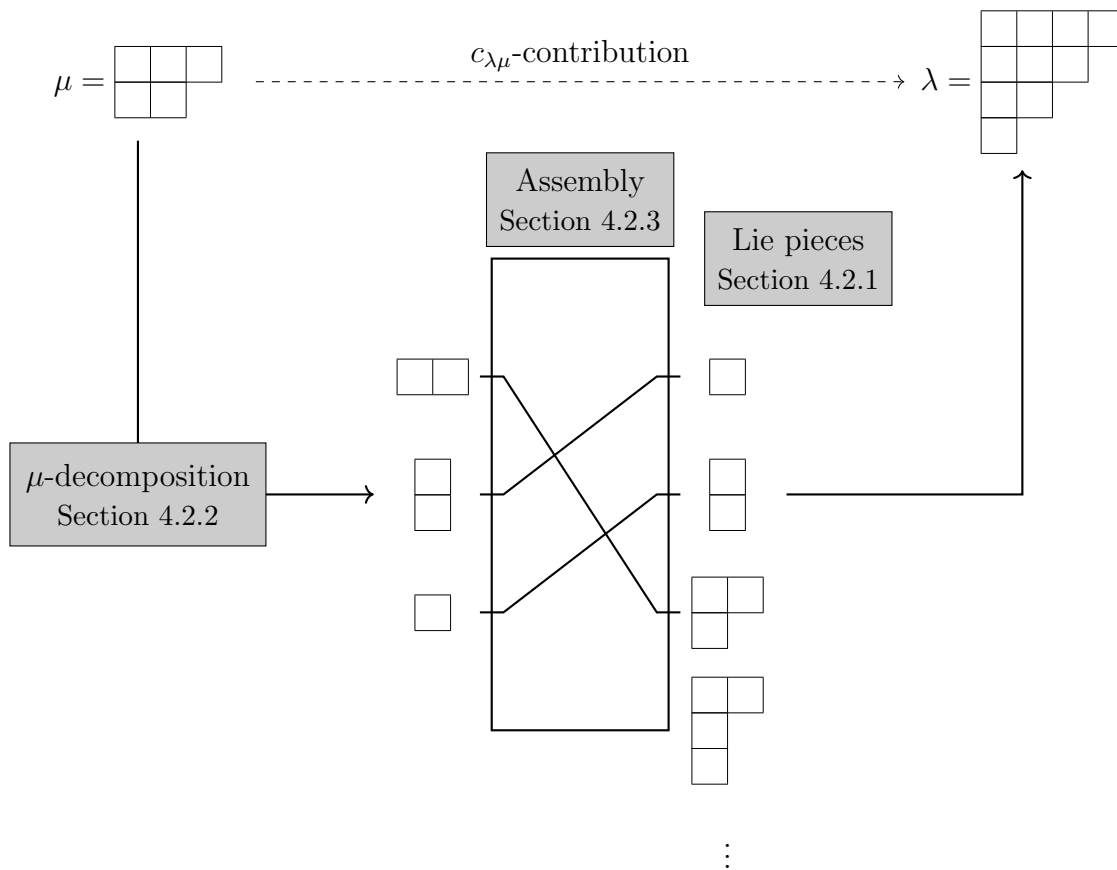 c_{λμ}-contribution
μ =
λ =
Assembly
Section 4.2.3
Lie pieces
Section 4.2.1
μ-decomposition
Section 4.2.2
⋮